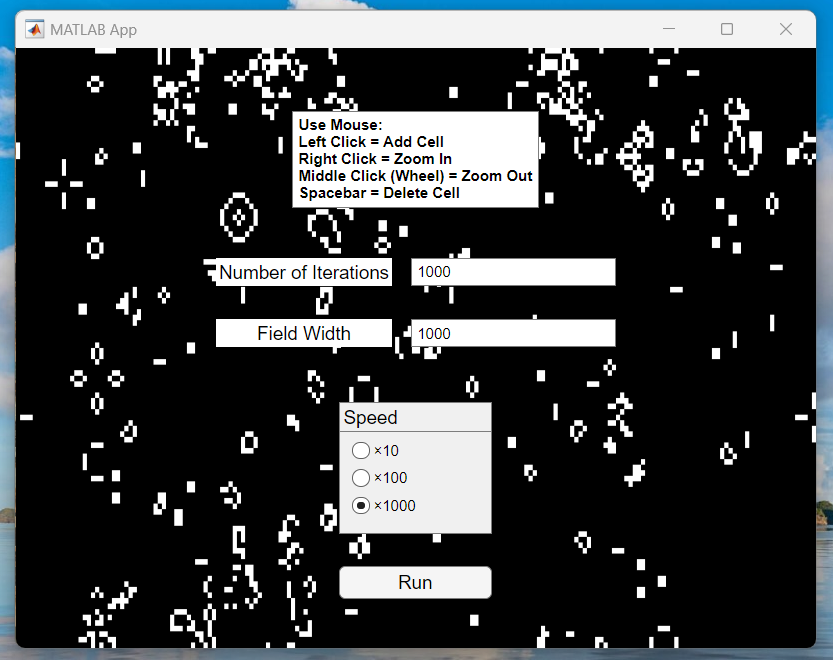 MATLAB App
Use Mouse:
Left Click = Add Cell
Right Click = Zoom In
Middle Click (Wheel) = Zoom Out
Spacebar = Delete Cell
Number of Iterations 1000
Field Width 1000
Speed
×10
×100
×1000
Run